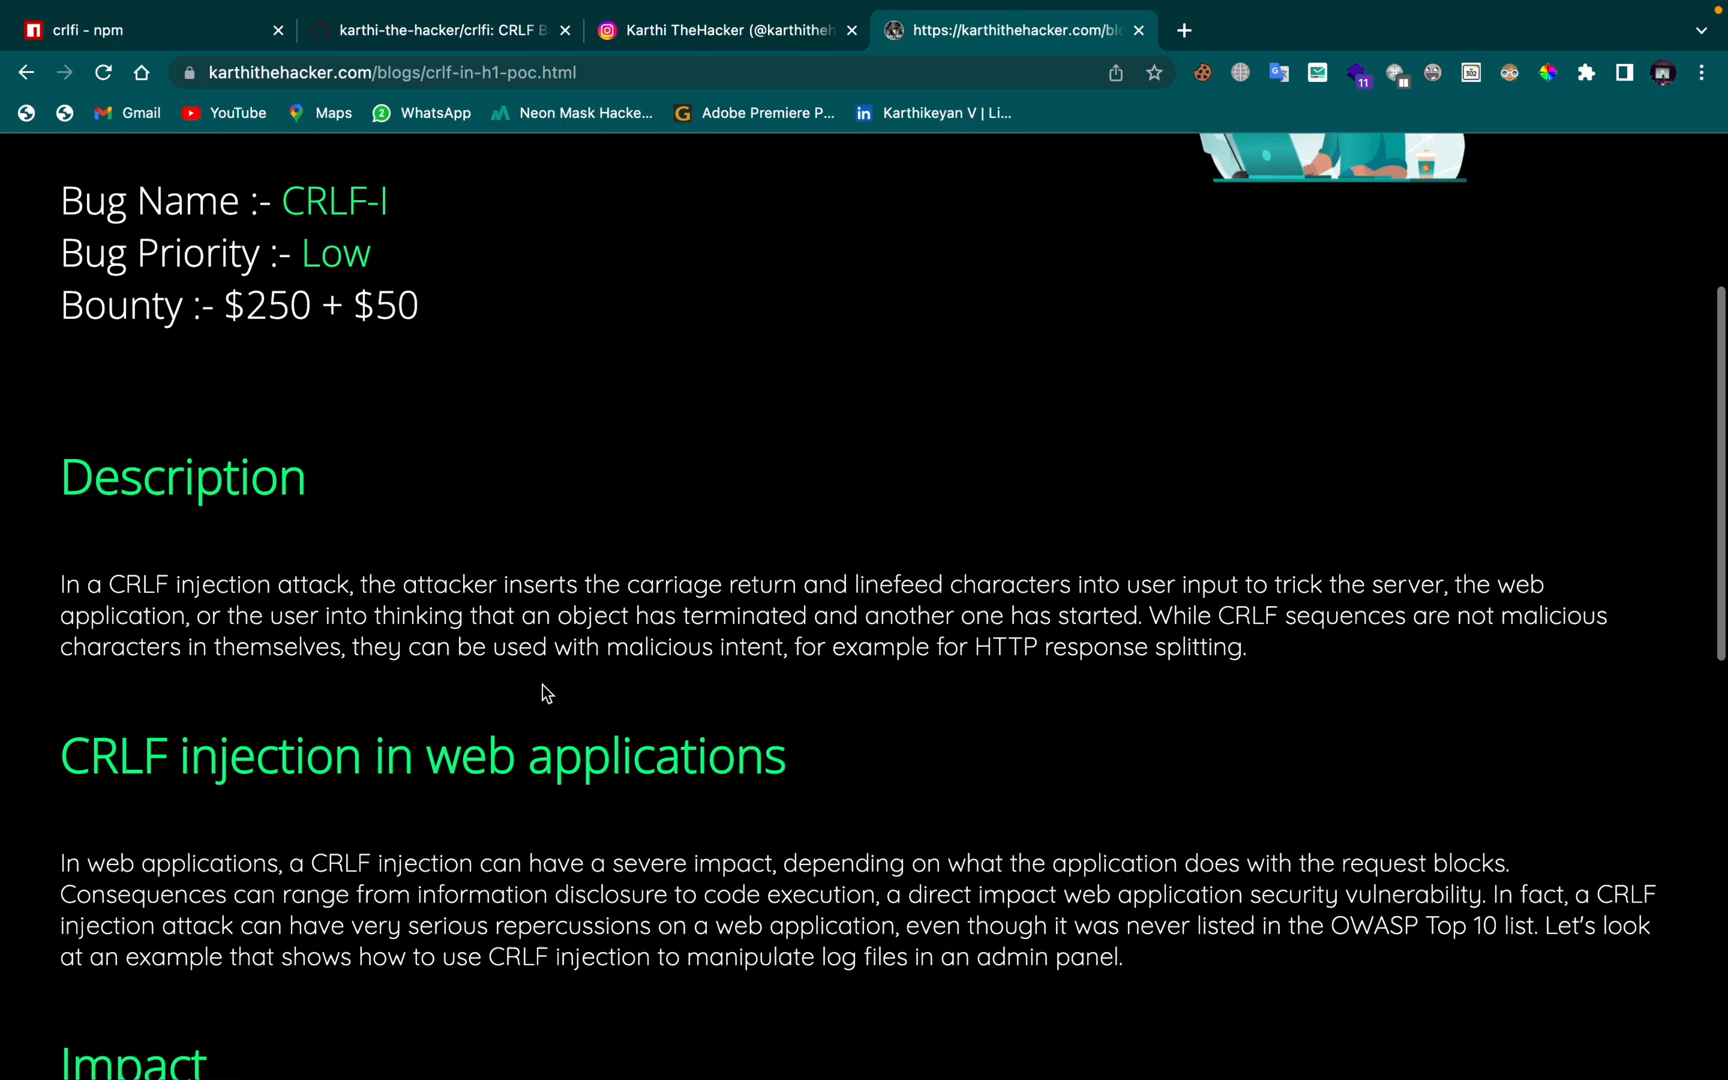 crlfi - npm
karthi-the-hacker/crlfi: CRLF B
Karthi TheHacker (@karthitheh
https://karthithehacker.com/blo
karthithehacker.com/blogs/crlf-in-h1-poc.html
11
302
Gmail
YouTube
Maps
2
WhatsApp
Neon Mask Hacke...
Adobe Premiere P...
Karthikeyan V | Li...
Bug Name :- CRLF-I
Bug Priority :- Low
Bounty :- $250 + $50
Description
In a CRLF injection attack, the attacker inserts the carriage return and linefeed characters into user input to trick the server, the web
application, or the user into thinking that an object has terminated and another one has started. While CRLF sequences are not malicious
characters in themselves, they can be used with malicious intent, for example for HTTP response splitting.
CRLF injection in web applications
In web applications, a CRLF injection can have a severe impact, depending on what the application does with the request blocks.
Consequences can range from information disclosure to code execution, a direct impact web application security vulnerability. In fact, a CRLF
injection attack can have very serious repercussions on a web application, even though it was never listed in the OWASP Top 10 list. Let's look
at an example that shows how to use CRLF injection to manipulate log files in an admin panel.
Impact